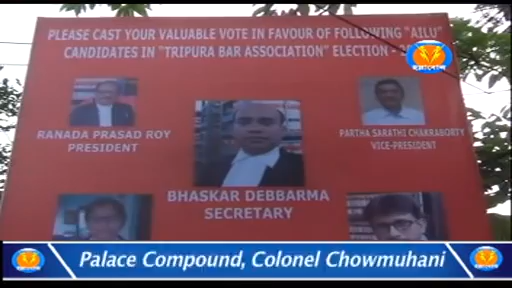 PLEASE CAST YOUR VALUABLE VOTE IN FAVOUR OF FOLLOWING "AILU"
CANDIDATES IN "TRIPURA BAR ASSOCIATION" ELECTION -
RANADA PRASAD ROY
PRESIDENT
PARTHA SARATHI CHAKRABORTY
VICE-PRESIDENT
BHASKAR DEBBARMA
SECRETARY
Palace Compound, Colonel Chowmuhani